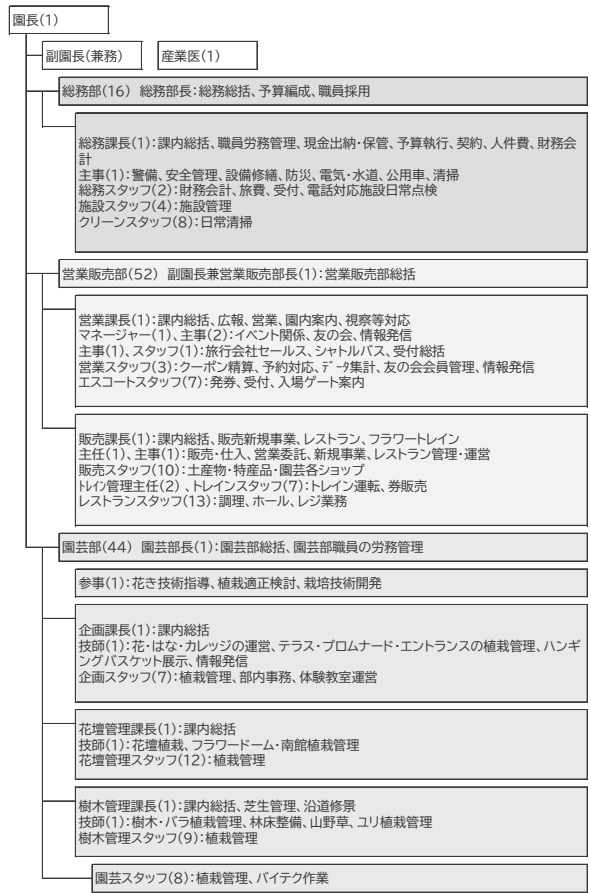 園長(1)
副園長(兼務)
産業医(1)
総務部(16) 総務部長:総務総括、予算編成、職員採用
総務課長(1):課内総括、職員労務管理、現金出納・保管、予算執行、契約、人件費、財務会
計
主事(1):警備、安全管理、設備修繕、防災、電気・水道、公用車、清掃
総務スタッフ(2):財務会計、旅費、受付、電話対応施設日常点検
施設スタッフ(4):施設管理
クリーンスタッフ(8):日常清掃
営業販売部(52) 副園長兼営業販売部長(1):営業販売部総括
営業課長(1):課内総括、広報、営業、園内案内、視察等対応
マネージャー(1)、主事(2):イベント関係、友の会、情報発信
主事(1)、スタッフ(1):旅行会社セールス、シャトルバス、受付総括
営業スタッフ(3):クーポン精算、予約対応、データ集計、友の会会員管理、情報発信
エスコートスタッフ(7):発券、受付、入場ゲート案内
販売課長(1):課内総括、販売新規事業、レストラン、フラワートレイン
主任(1)、主事(1):販売・仕入、営業委託、新規事業、レストラン管理・運営
販売スタッフ(10):土産物・特産品・園芸各ショップ
トレイン管理主任(2) 、トレインスタッフ(7):トレイン運転、券販売
レストランスタッフ(13):調理、ホール、レジ業務
園芸部(44) 園芸部長(1):園芸部総括、園芸部職員の労務管理
参事(1):花き技術指導、植栽適正検討、栽培技術開発
企画課長(1):課内総括
技師(1):花・はな・カレッジの運営、テラス・プロムナード・エントランスの植栽管理、ハンギ
ングバスケット展示、情報発信
企画スタッフ(7):植栽管理、部内事務、体験教室運営
花壇管理課長(1):課内総括
技師(1):花壇植栽、フラワードーム・南館植栽管理
花壇管理スタッフ(12):植栽管理
樹木管理課長(1):課内総括、芝生管理、沿道修景
技師(1):樹木・バラ植栽管理、林床整備、山野草、ユリ植栽管理
樹木管理スタッフ(9):植栽管理
園芸スタッフ(8):植栽管理、バイテク作業